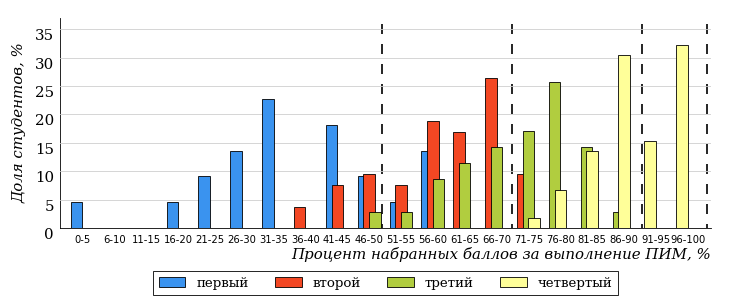 Доля студентов, %
35
30
25
20
15
10
5
0
0-5 6-10 11-15 16-20 21-25 26-30 31-35 36-40 41-45 46-50 51-55 56-60 61-65 66-70 71-75 76-80 81-85 86-90 91-95 96-100
Процент набранных баллов за выполнение ПИМ, %
первый второй третий четвертый